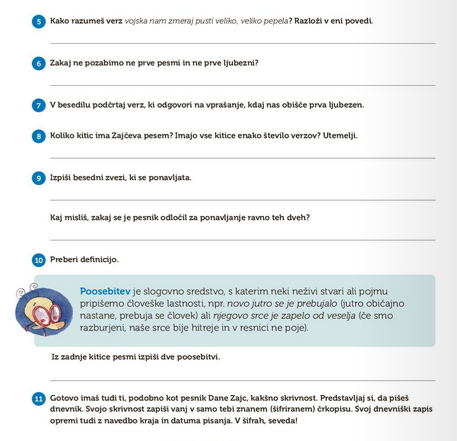 5 Kako razumeš verz vojska nam zmeraj pusti veliko, veliko pepela? Razloži v eni povedi.
6 Zakaj ne pozabimo ne prve pesmi in ne prve ljubezni?
7 V besedilu podčrtaj verz, ki odgovori na vprašanje, kdaj nas obišče prva ljubezen.
8 Koliko kitic ima Zajčeva pesem? Imajo vse kitice enako število verzov? Utemelji.
9 Izpiši besedni zvezi, ki se ponavljata.
Kaj misliš, zakaj se je pesnik odločil za ponavljanje ravno teh dveh?
10 Preberi definicijo.
Poosebitev je slogovno sredstvo, s katerim neki neživi stvari ali pojmu
pripišemo človeške lastnosti, npr. novo jutro se je prebujalo (jutro običajno
nastane, prebuja se človek) ali njegovo srce je zapelo od veselja (če smo
razburjeni, naše srce bije hitreje in v resnici ne poje).
Iz zadnje kitice pesmi izpiši dve poosebitvi.
11 Gotovo imaš tudi ti, podobno kot pesnik Dane Zajc, kakšno skrivnost. Predstavljaj si, da pišeš
dnevnik. Svojo skrivnost zapiši vanj v samo tebi znanem (šifriranem) črkopisu. Svoj dnevniški zapis
opremi tudi z navedbo kraja in datuma pisanja. V šifrah, seveda!